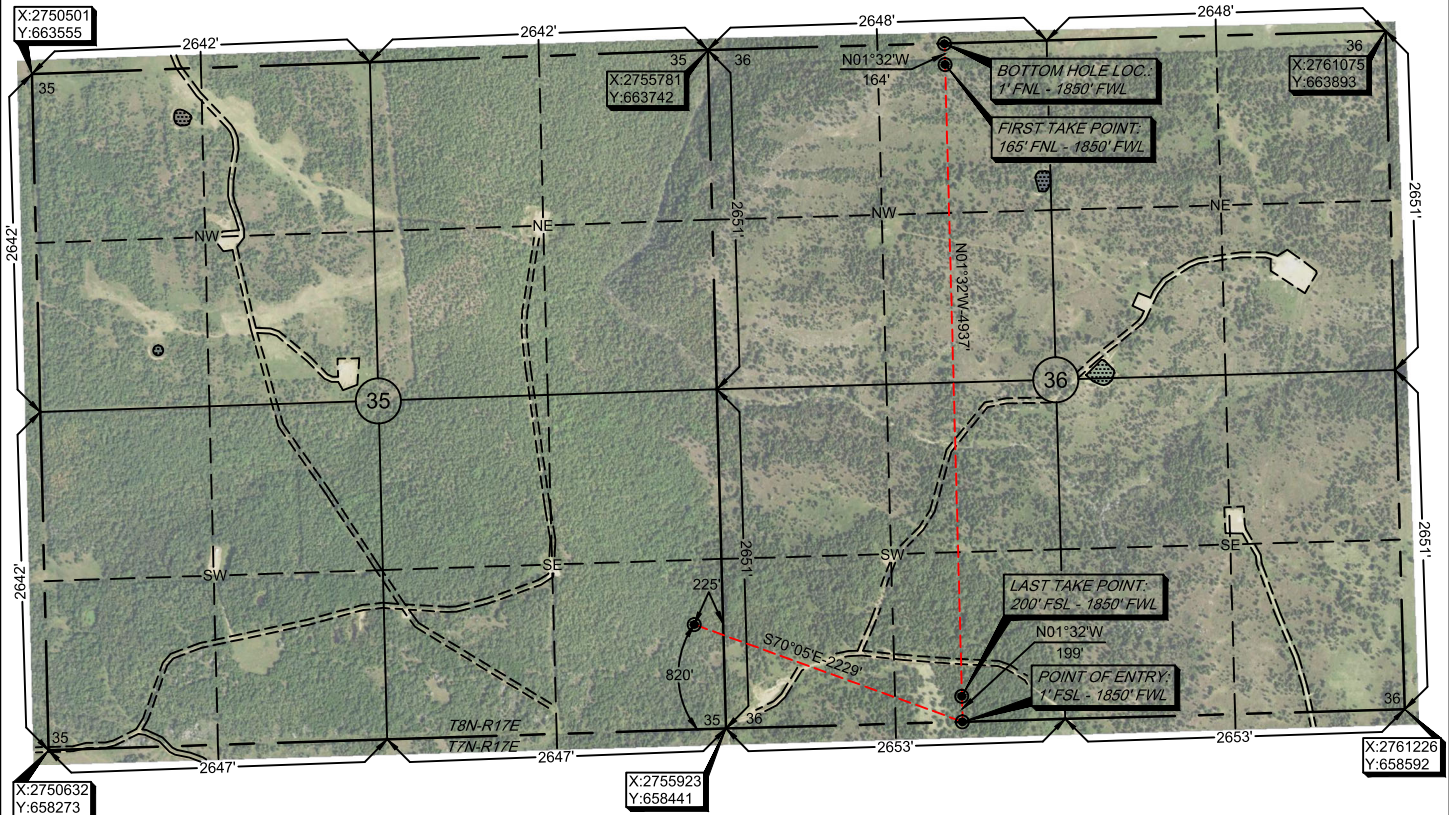 X:2750501
Y:663555
2642'
2642'
2648'
2648'
35
35
36
36
X:2755781
Y:663742
N01°32'W
164'
BOTTOM HOLE LOC.:
1' FNL - 1850' FWL
X:2761075
Y:663893
FIRST TAKE POINT:
165' FNL - 1850' FWL
2642'
NW
NE
2651'
NW
NE
2651'
N01°32'W-4937'
35
36
2642'
SW
SE
2651'
SW
SE
2651'
225'
820'
S70°05'E-2229'
LAST TAKE POINT:
200' FSL - 1850' FWL
N01°32'W
199'
POINT OF ENTRY:
1' FSL - 1850' FWL
35
T8N-R17E
T7N-R17E
35
36
36
2647'
2647'
2653'
2653'
X:2750632
Y:658273
X:2755923
Y:658441
X:2761226
Y:658592